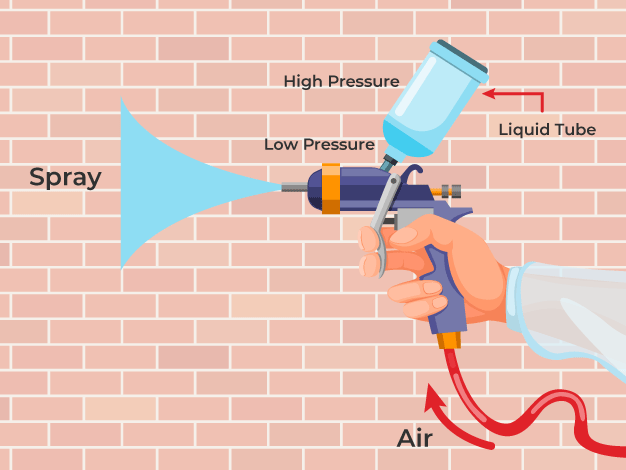 High Pressure
Liquid Tube
Low Pressure
Spray
Air